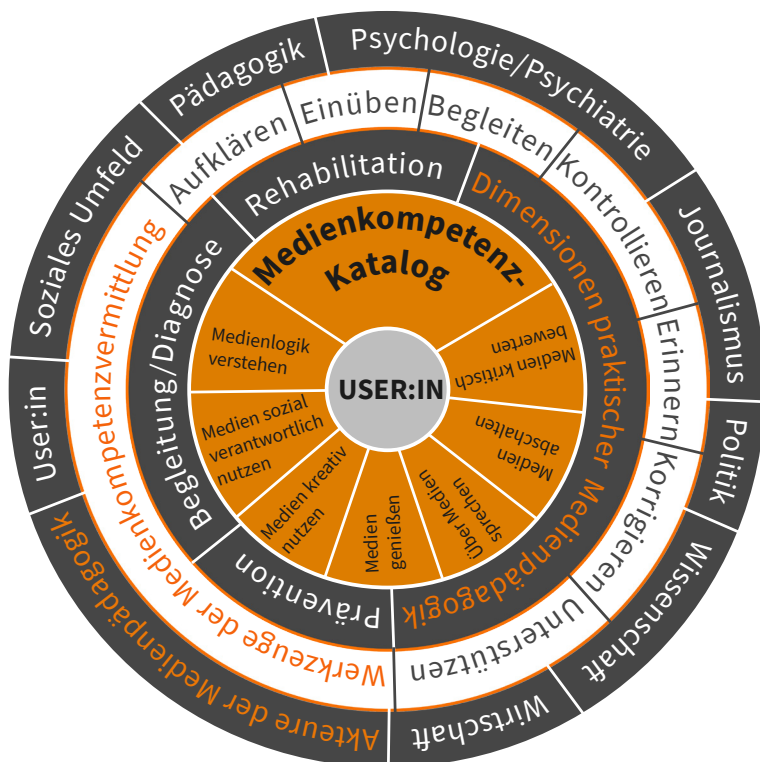 Akteure der Medienpädagogik
User:in
Soziales Umfeld
Pädagogik
Psychologie/Psychiatrie
Journalismus
Politik
Wissenschaft
Wirtschaft
Werkzeuge der Medienkompetenzvermittlung
Aufklären
Einüben
Begleiten
Kontrollieren
Erinnern
Korrigieren
Unterstützen
Dimensionen praktischer Medienpädagogik
Prävention
Begleitung/Diagnose
Rehabilitation
Medienkompetenz-
Katalog
Medien kritisch
bewerten
Medien
abschalten
Über Medien
sprechen
Medien
genießen
Medien kreativ
nutzen
Medien sozial
verantwortlich
nutzen
Medienlogik
verstehen
USER:IN